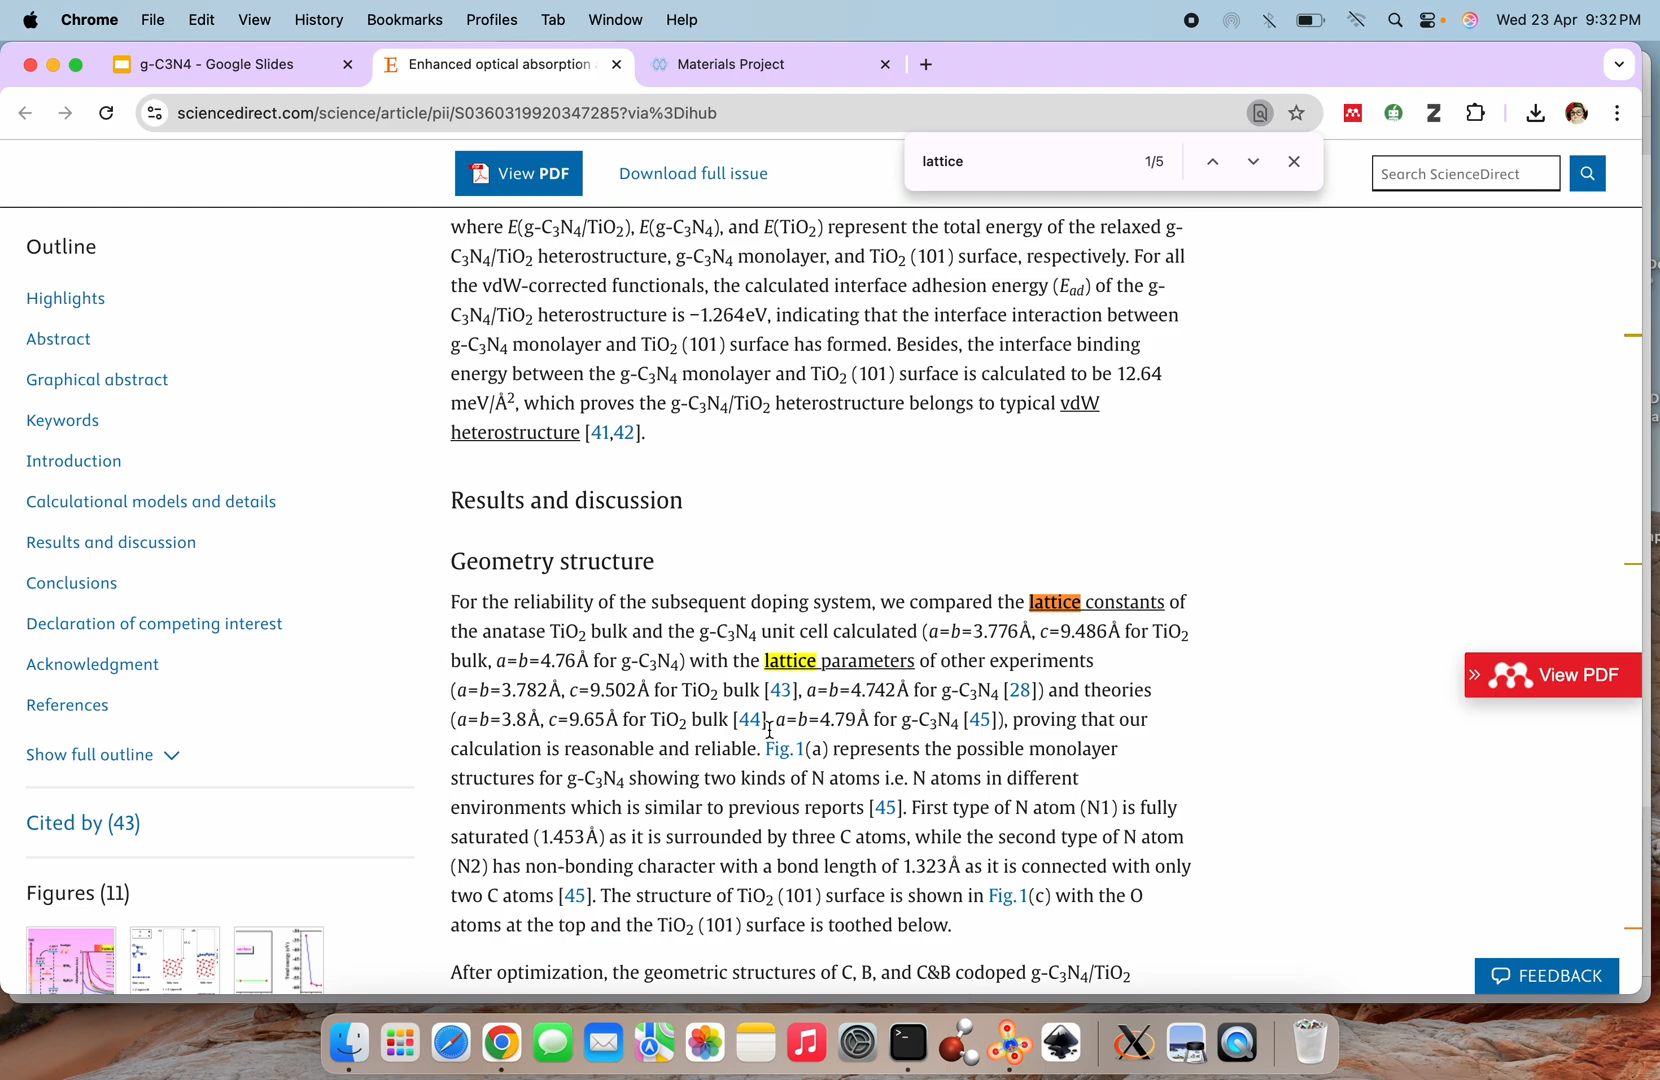 Chrome File Edit View History Bookmarks Profiles Tab Window Help Wed 23 Apr 9:32 PM
g-C3N4 - Google Slides Enhanced optical absorption Materials Project
sciencedirect.com/science/article/pii/S0360319920347285?via%3Dihub
lattice 1/5
View PDF Download full issue Search ScienceDirect
Outline
Highlights
Abstract
Graphical abstract
Keywords
Introduction
Calculational models and details
Results and discussion
Conclusions
Declaration of competing interest
Acknowledgment
References
Show full outline
Cited by (43)
Figures (11)
where E(g-C₃N₄/TiO₂), E(g-C₃N₄), and E(TiO₂) represent the total energy of the relaxed g-
C₃N₄/TiO₂ heterostructure, g-C₃N₄ monolayer, and TiO₂ (101) surface, respectively. For all
the vdW-corrected functionals, the calculated interface adhesion energy (Ead) of the g-
C₃N₄/TiO₂ heterostructure is −1.264eV, indicating that the interface interaction between
g-C₃N₄ monolayer and TiO₂ (101) surface has formed. Besides, the interface binding
energy between the g-C₃N₄ monolayer and TiO₂ (101) surface is calculated to be 12.64
meV/Å², which proves the g-C₃N₄/TiO₂ heterostructure belongs to typical vdW
heterostructure [41,42].
Results and discussion
Geometry structure
For the reliability of the subsequent doping system, we compared the lattice constants of
the anatase TiO₂ bulk and the g-C₃N₄ unit cell calculated (a=b=3.776Å, c=9.486Å for TiO₂
bulk, a=b=4.76Å for g-C₃N₄) with the lattice parameters of other experiments
(a=b=3.782Å, c=9.502Å for TiO₂ bulk [43], a=b=4.742Å for g-C₃N₄ [28]) and theories
(a=b=3.8Å, c=9.65Å for TiO₂ bulk [44], a=b=4.79Å for g-C₃N₄ [45]), proving that our
calculation is reasonable and reliable. Fig. 1(a) represents the possible monolayer
structures for g-C₃N₄ showing two kinds of N atoms i.e. N atoms in different
environments which is similar to previous reports [45]. First type of N atom (N1) is fully
saturated (1.453Å) as it is surrounded by three C atoms, while the second type of N atom
(N2) has non-bonding character with a bond length of 1.323Å as it is connected with only
two C atoms [45]. The structure of TiO₂ (101) surface is shown in Fig. 1(c) with the O
atoms at the top and the TiO₂ (101) surface is toothed below.
After optimization, the geometric structures of C, B, and C&B codoped g-C₃N₄/TiO₂
View PDF
FEEDBACK